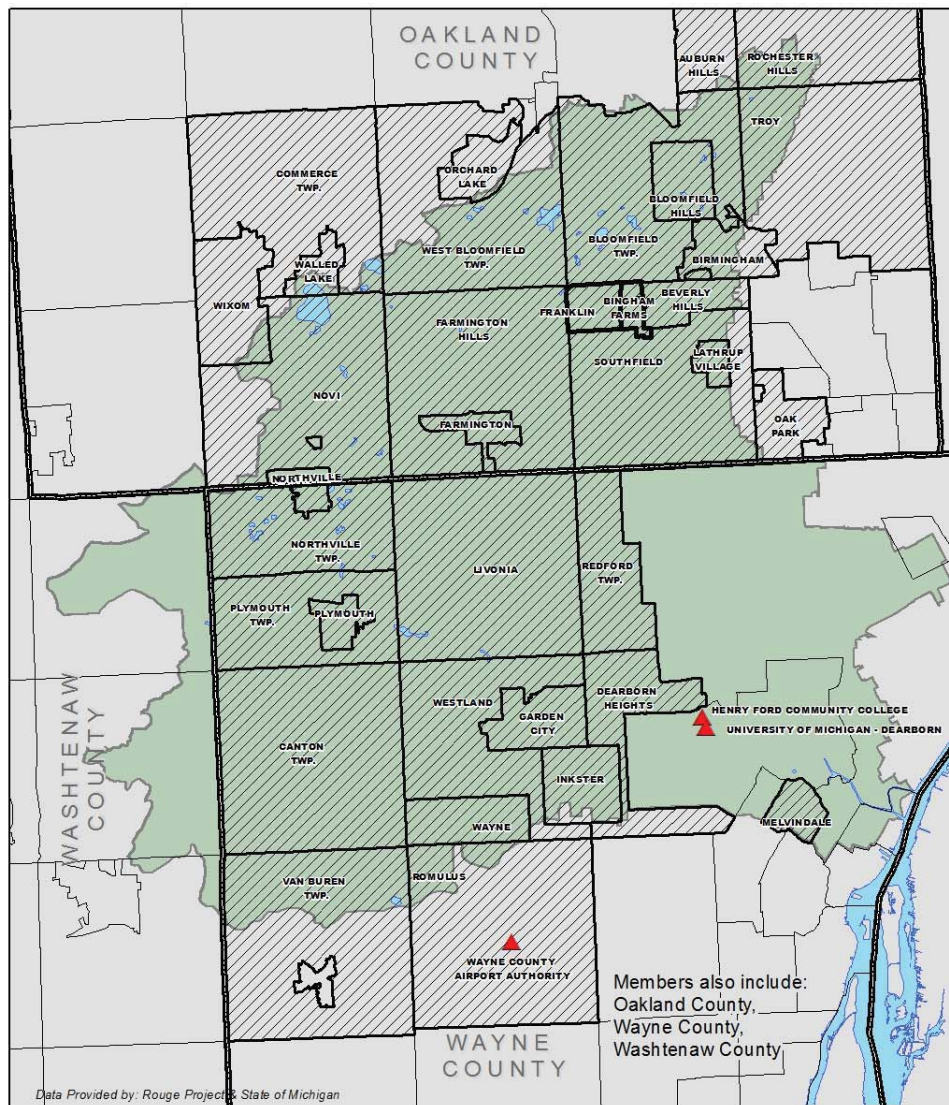 OAKLAND
COUNTY
AUBURN
HILLS
ROCHESTER
HILLS
TROY
COMMERCE
TWP.
ORCHARD
LAKE
BLOOMFIELD
HILLS
WEST BLOOMFIELD
TWP.
BLOOMFIELD
TWP.
BIRMINGHAM
WALLED
LAKE
WIXOM
FRANKLIN
BINGHAM
FARMS
BEVERLY
HILLS
FARMINGTON
HILLS
SOUTHFIELD
LATHRUP
VILLAGE
NOVI
FARMINGTON
OAK
PARK
NORTHVILLE
NORTHVILLE
TWP.
LIVONIA
REDFORD
TWP.
PLYMOUTH
TWP.
PLYMOUTH
WASHTENAW
COUNTY
WESTLAND
DEARBORN
HEIGHTS
GARDEN
CITY
HENRY FORD COMMUNITY COLLEGE
UNIVERSITY OF MICHIGAN - DEARBORN
CANTON
TWP.
INKSTER
WAYNE
MELVINDALE
VAN BUREN
TWP.
ROMULUS
WAYNE COUNTY
AIRPORT AUTHORITY
Members also include:
Oakland County,
Wayne County,
Washtenaw County
WAYNE
COUNTY
Data Provided by: Rouge Project & State of Michigan